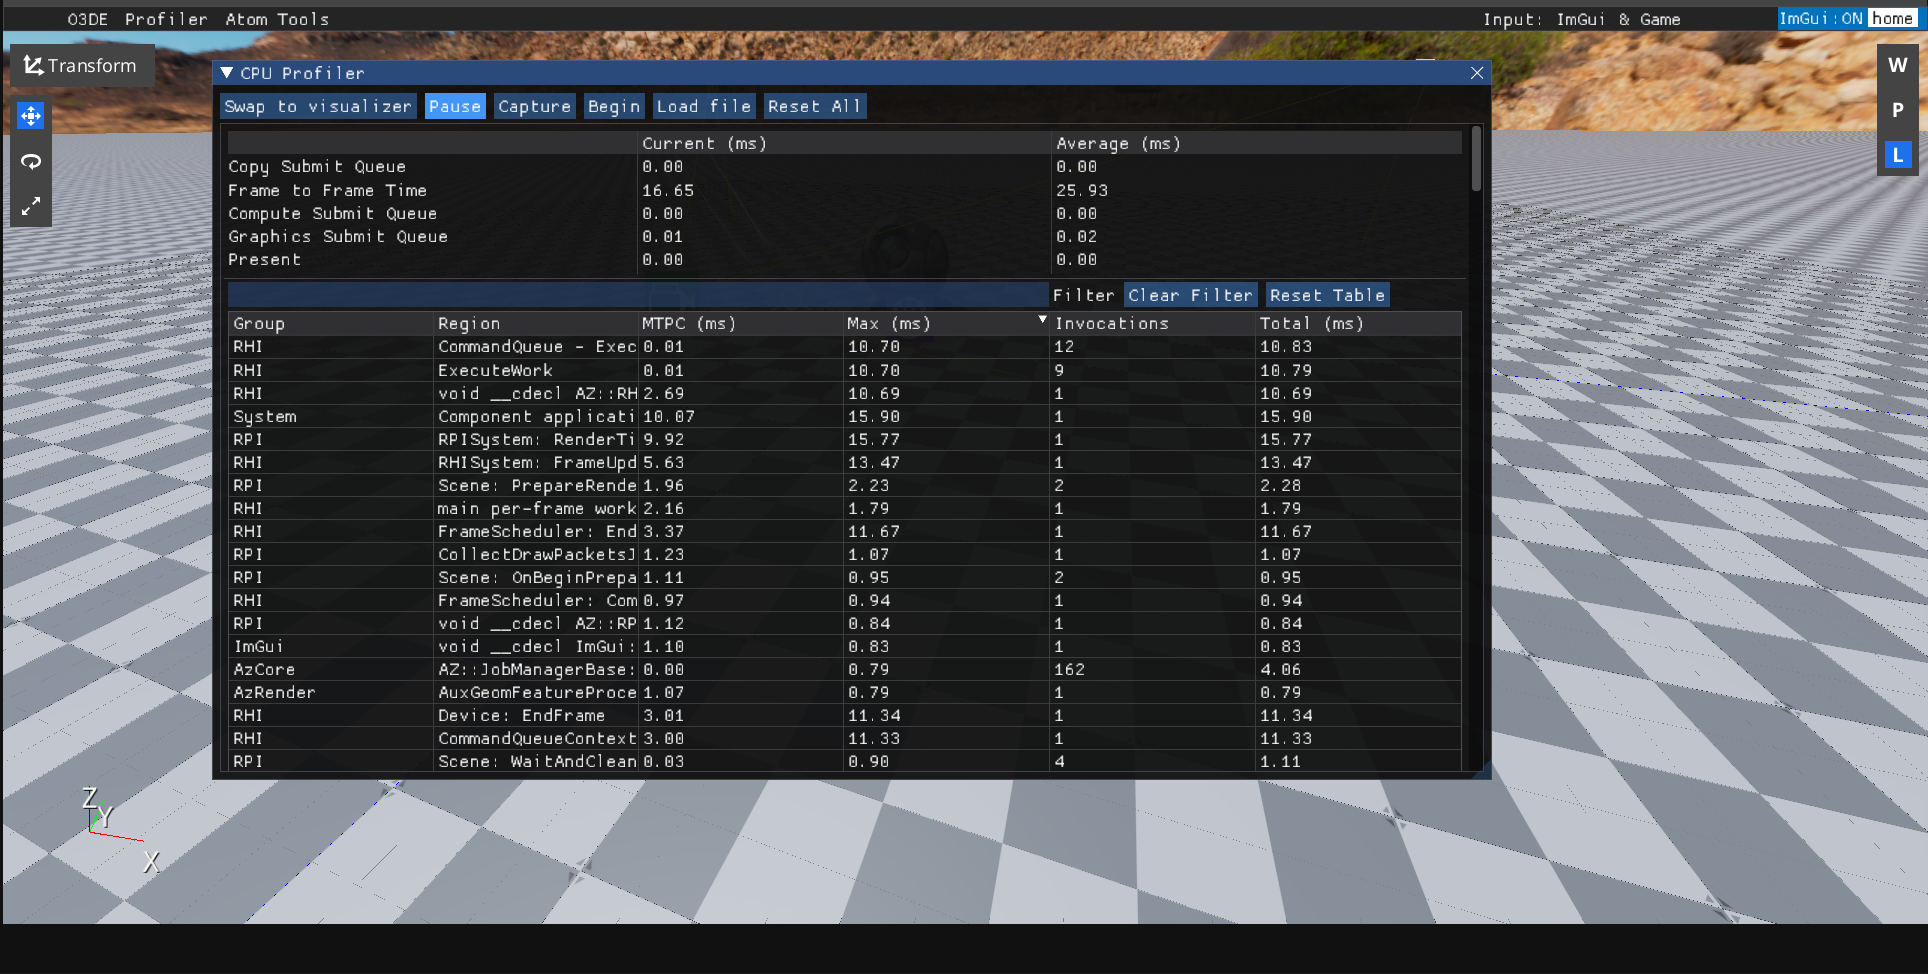 O3DE Profiler Atom Tools Input: ImGui & Game ImGui:ON home
Transform
W
P
L
CPU Profiler
Swap to visualizer Pause Capture Begin Load file Reset All
Current (ms) Average (ms)
Copy Submit Queue 0.00 0.00
Frame to Frame Time 16.65 25.93
Compute Submit Queue 0.00 0.00
Graphics Submit Queue 0.01 0.02
Present 0.00 0.00
Filter Clear Filter Reset Table
Group Region MTPC (ms) Max (ms) Invocations Total (ms)
RHI CommandQueue - Exec 0.01 10.70 12 10.83
RHI ExecuteWork 0.01 10.70 9 10.79
RHI void __cdecl AZ::RH 2.69 10.69 1 10.69
System Component applicati 10.07 15.90 1 15.90
RPI RPISystem: RenderTi 9.92 15.77 1 15.77
RHI RHISystem: FrameUpd 5.63 13.47 1 13.47
RPI Scene: PrepareRende 1.96 2.23 2 2.28
RHI main per-frame work 2.16 1.79 1 1.79
RHI FrameScheduler: End 3.37 11.67 1 11.67
RPI CollectDrawPacketsJ 1.23 1.07 1 1.07
RPI Scene: OnBeginPrepa 1.11 0.95 2 0.95
RHI FrameScheduler: Com 0.97 0.94 1 0.94
RPI void __cdecl AZ::RP 1.12 0.84 1 0.84
ImGui void __cdecl ImGui: 1.10 0.83 1 0.83
AzCore AZ::JobManagerBase: 0.00 0.79 162 4.06
AzRender AuxGeomFeatureProce 1.07 0.79 1 0.79
RHI Device: EndFrame 3.01 11.34 1 11.34
RHI CommandQueueContext 3.00 11.33 1 11.33
RPI Scene: WaitAndClean 0.03 0.90 4 1.11
Z
Y
X